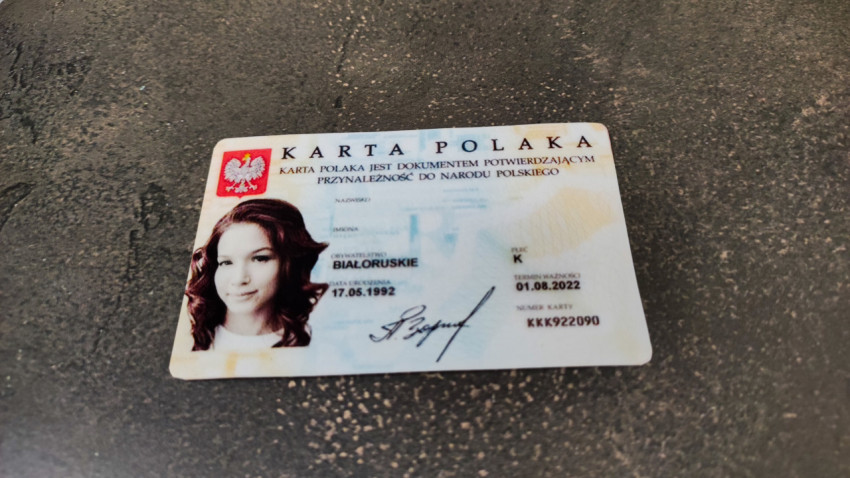 KARTA POLAKA
KARTA POLAKA JEST DOKUMENTEM POTWIERDZAJĄCYM
PRZYNALEŻNOŚĆ DO NARODU POLSKIEGO
NAZWISKO
IMIONA
OBYWATELSTWO
BIAŁORUSKIE
PŁEĆ
K
DATA URODZENIA
17.05.1992
TERMIN WAŻNOŚCI
01.08.2022
NUMER KARTY
KKK922090